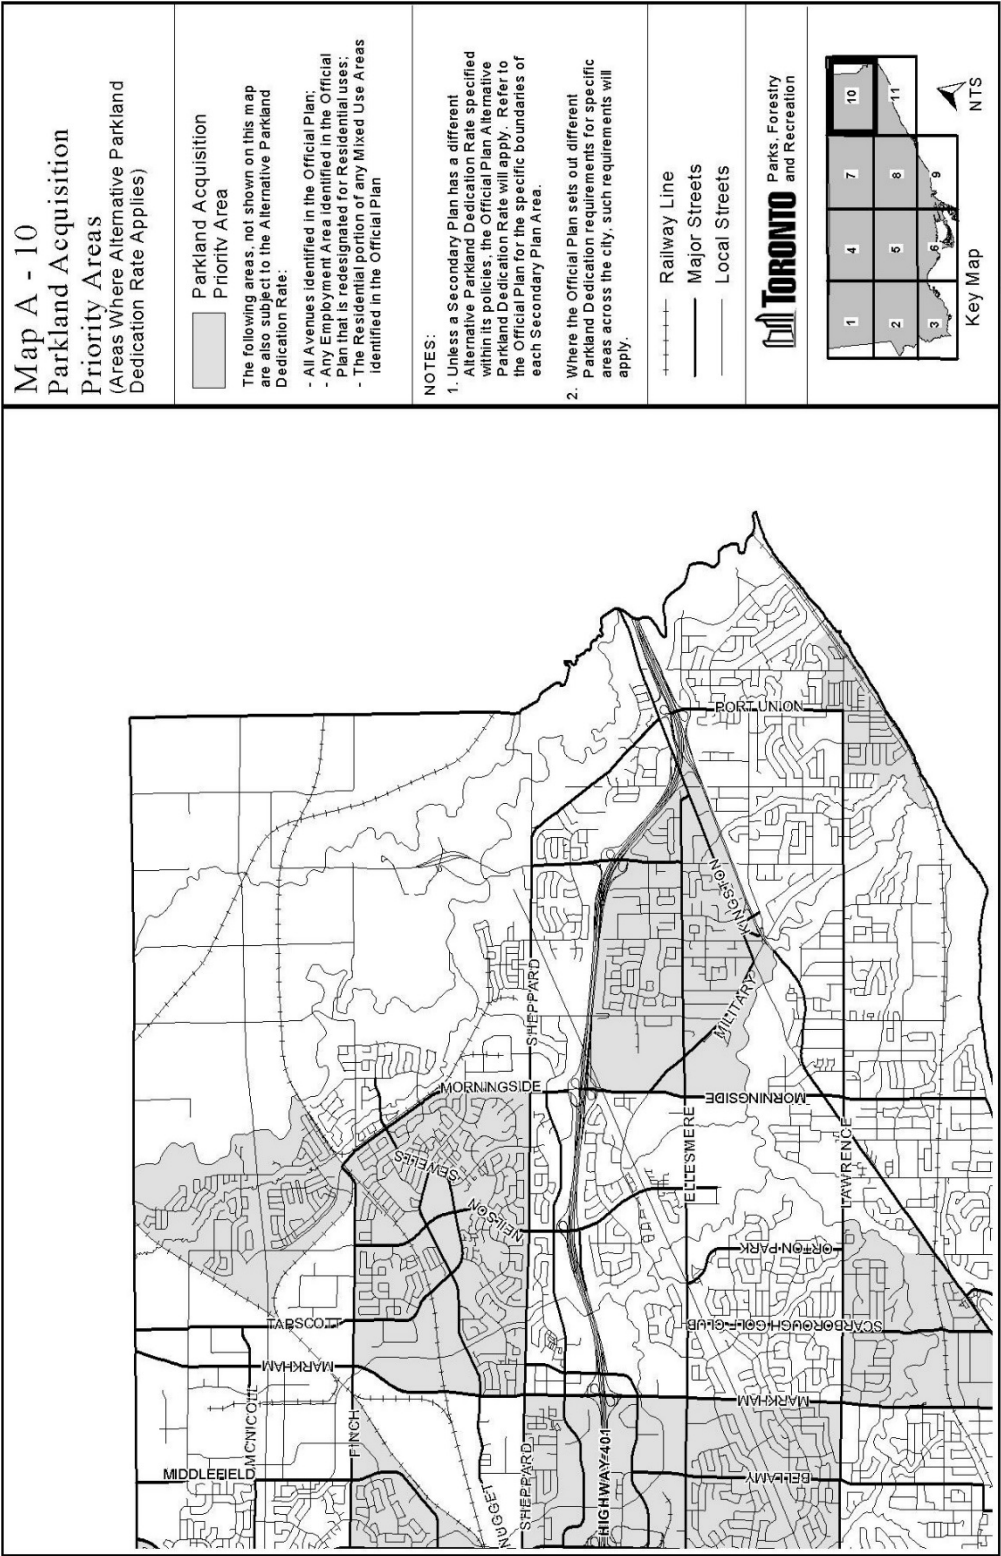 Map A - 10
Parkland Acquisition
Priority Areas
(Areas Where Alternative Parkland
Dedication Rate Applies)
Parkland Acquisition
Priority Area
The following areas, not shown on this map
are also subject to the Alternative Parkland
Dedication Rate:
- All Avenues identified in the Official Plan;
- Any Employment Area identified in the Official
Plan that is redesignated for Residential uses;
- The Residential portion of any Mixed Use Areas
identified in the Official Plan
NOTES:
1. Unless a Secondary Plan has a different
Alternative Parkland Dedication Rate specified
within its policies, the Official Plan Alternative
Parkland Dedication Rate will apply. Refer to
the Official Plan for the specific boundaries of
each Secondary Plan Area.
2. Where the Official Plan sets out different
Parkland Dedication requirements for specific
areas across the city, such requirements will
apply.
Railway Line
Major Streets
Local Streets
TORONTO
Parks, Forestry
and Recreation
1
4
7
10
2
5
8
11
3
6
9
NTS
Key Map
MIDDLEFIELD
MCNICOLL
MARKHAM
TAPSCOTT
FINCH
NEILSON
SEWELLS
MORNINGSIDE
NUGGET
SHEPPARD
SHEPPARD
HIGHWAY 401
PORT UNION
KINGSTON
MILITARY
ELLESMERE
MORNINGSIDE
ORTON PARK
SCARBOROUGH GOLF CLUB
MARKHAM
BELLAMY
LAWRENCE